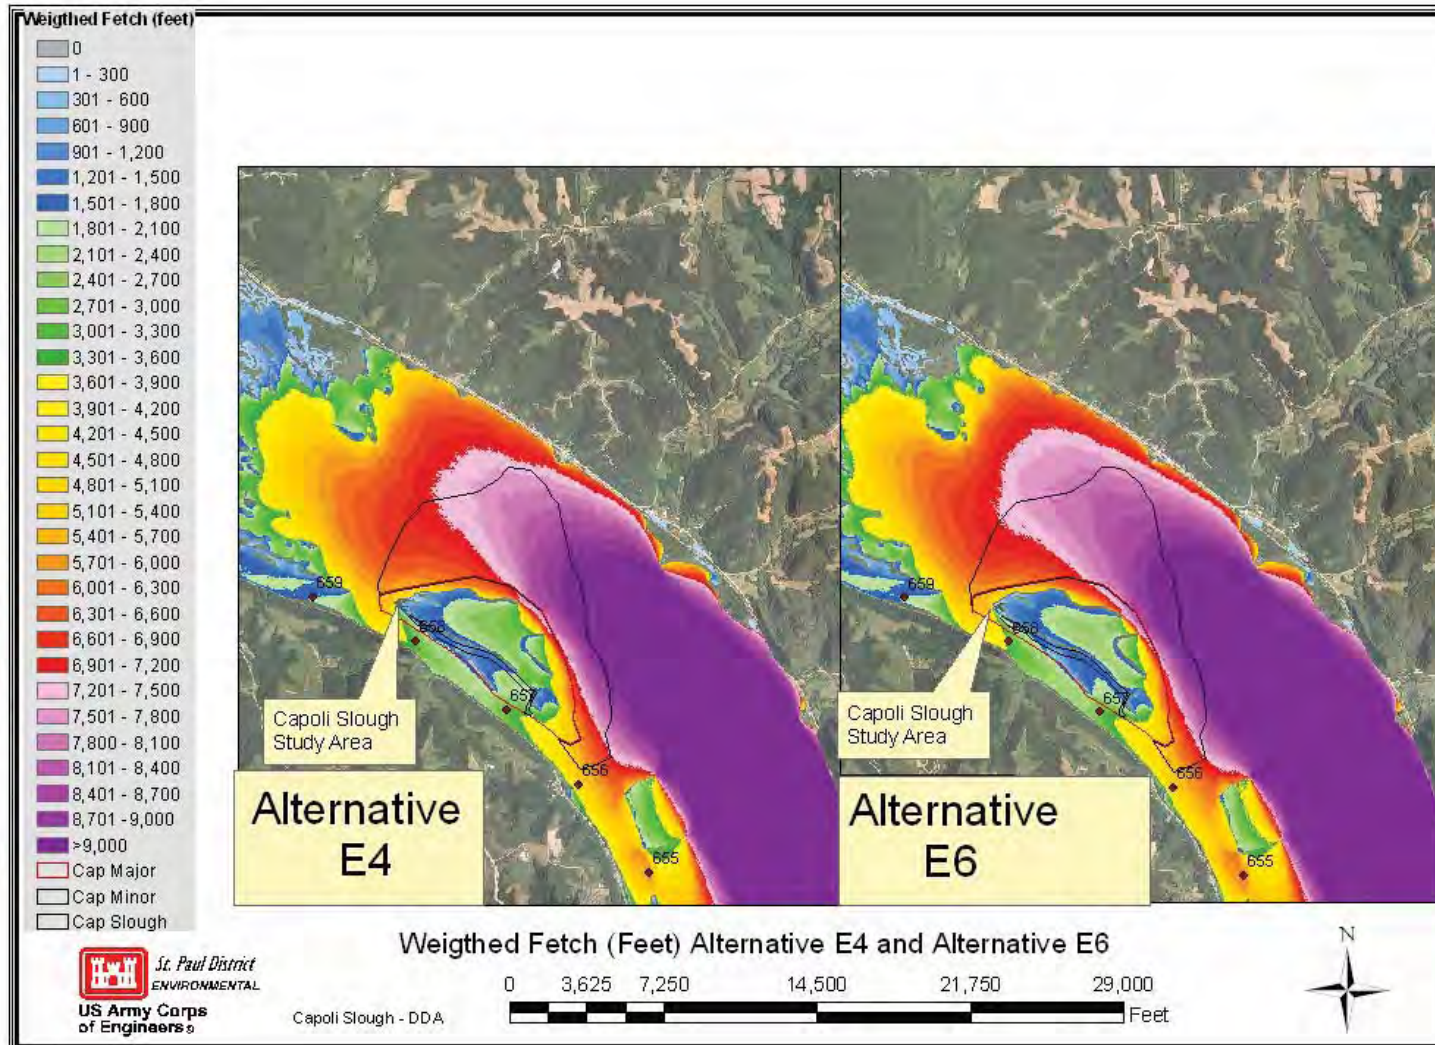 Weigthed Fetch (feet)
0
1 - 300
301 - 600
601 - 900
901 - 1,200
1,201 - 1,500
1,501 - 1,800
1,801 - 2,100
2,101 - 2,400
2,401 - 2,700
2,701 - 3,000
3,001 - 3,300
3,301 - 3,600
3,601 - 3,900
3,901 - 4,200
4,201 - 4,500
4,501 - 4,800
4,801 - 5,100
5,101 - 5,400
5,401 - 5,700
5,701 - 6,000
6,001 - 6,300
6,301 - 6,600
6,601 - 6,900
6,901 - 7,200
7,201 - 7,500
7,501 - 7,800
7,800 - 8,100
8,101 - 8,400
8,401 - 8,700
8,701 -9,000
>9,000
Cap Major
Cap Minor
Cap Slough
659
658
657
656
655
Capoli Slough
Study Area
Alternative
E4
659
658
657
656
655
Capoli Slough
Study Area
Alternative
E6
Weigthed Fetch (Feet) Alternative E4 and Alternative E6
0 3,625 7,250 14,500 21,750 29,000
Feet
N
St. Paul District
ENVIRONMENTAL
US Army Corps
of Engineers®
Capoli Slough - DDA